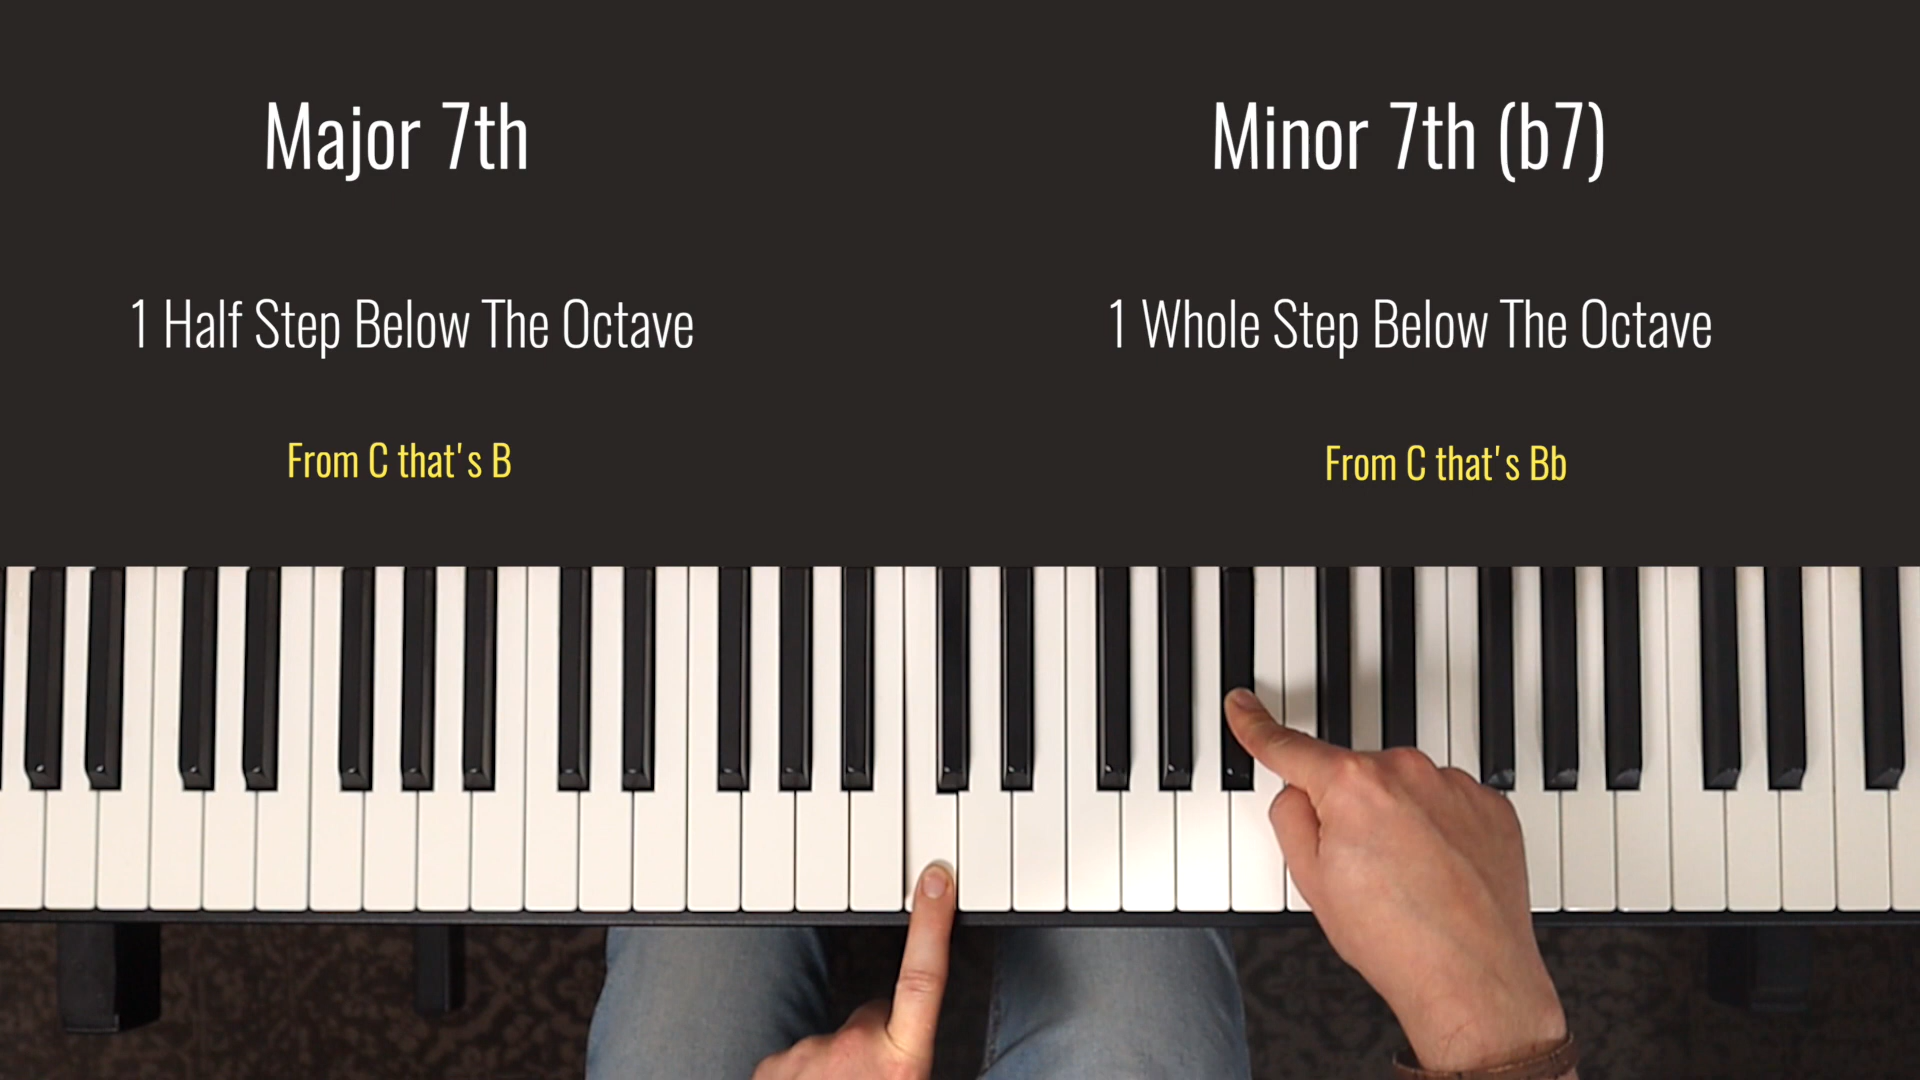 Major 7th
1 Half Step Below The Octave
From C that's B
Minor 7th (b7)
1 Whole Step Below The Octave
From C that's Bb